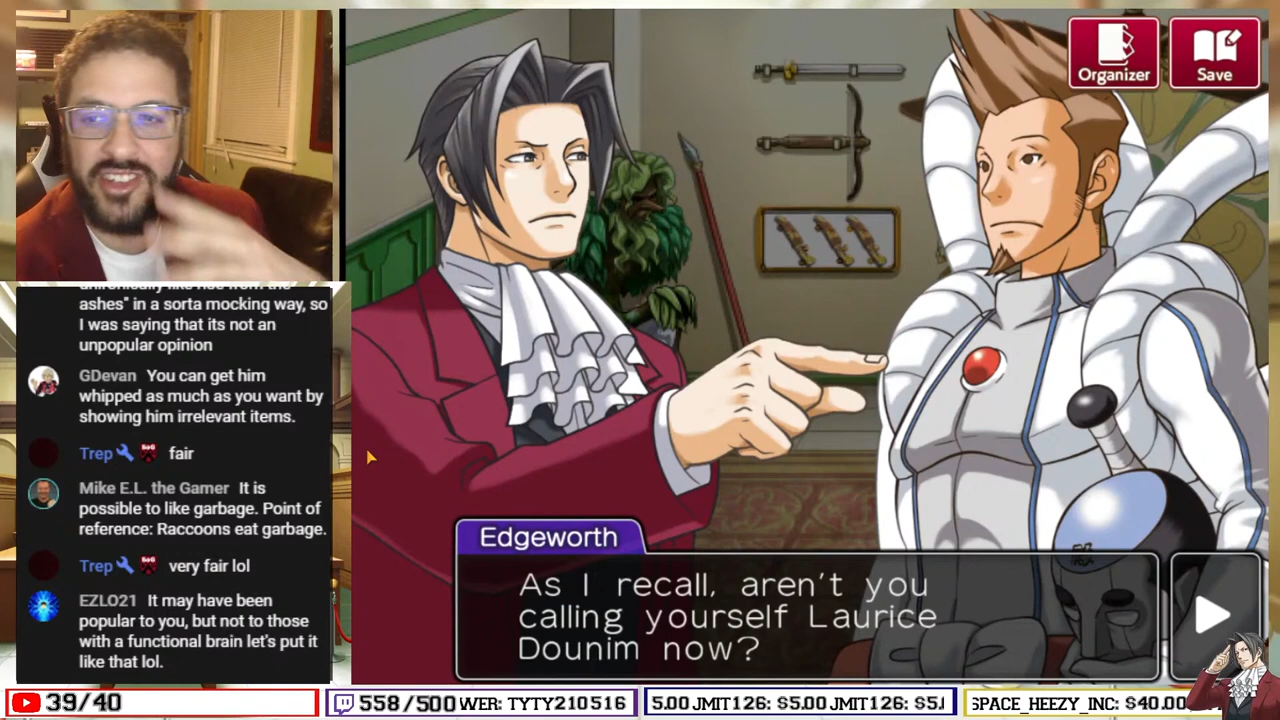 Organizer
Save
ashes" in a sorta mocking way, so
I was saying that its not an
unpopular opinion
GDevan You can get him
whipped as much as you want by
showing him irrelevant items.
Trep fair
Mike E.L. the Gamer It is
possible to like garbage. Point of
reference: Raccoons eat garbage.
Trep very fair lol
EZLO21 It may have been
popular to you, but not to those
with a functional brain let's put it
like that lol.
Edgeworth
As I recall, aren't you
calling yourself Laurice
Dounim now?
39/40
558/500 WER: TYTY210516
5.00 JMIT126: $5.00 JMIT126: $5.
SPACE_HEEZY_INC: $40.00